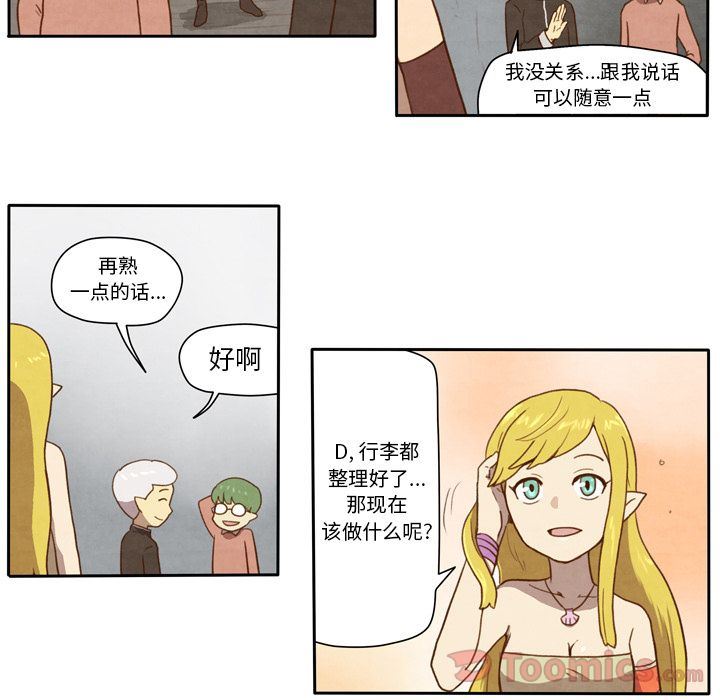 我没关系...跟我说话
可以随意一点
再熟
一点的话...
好啊
D, 行李都
整理好了...
那现在
该做什么呢?
Toomics.com